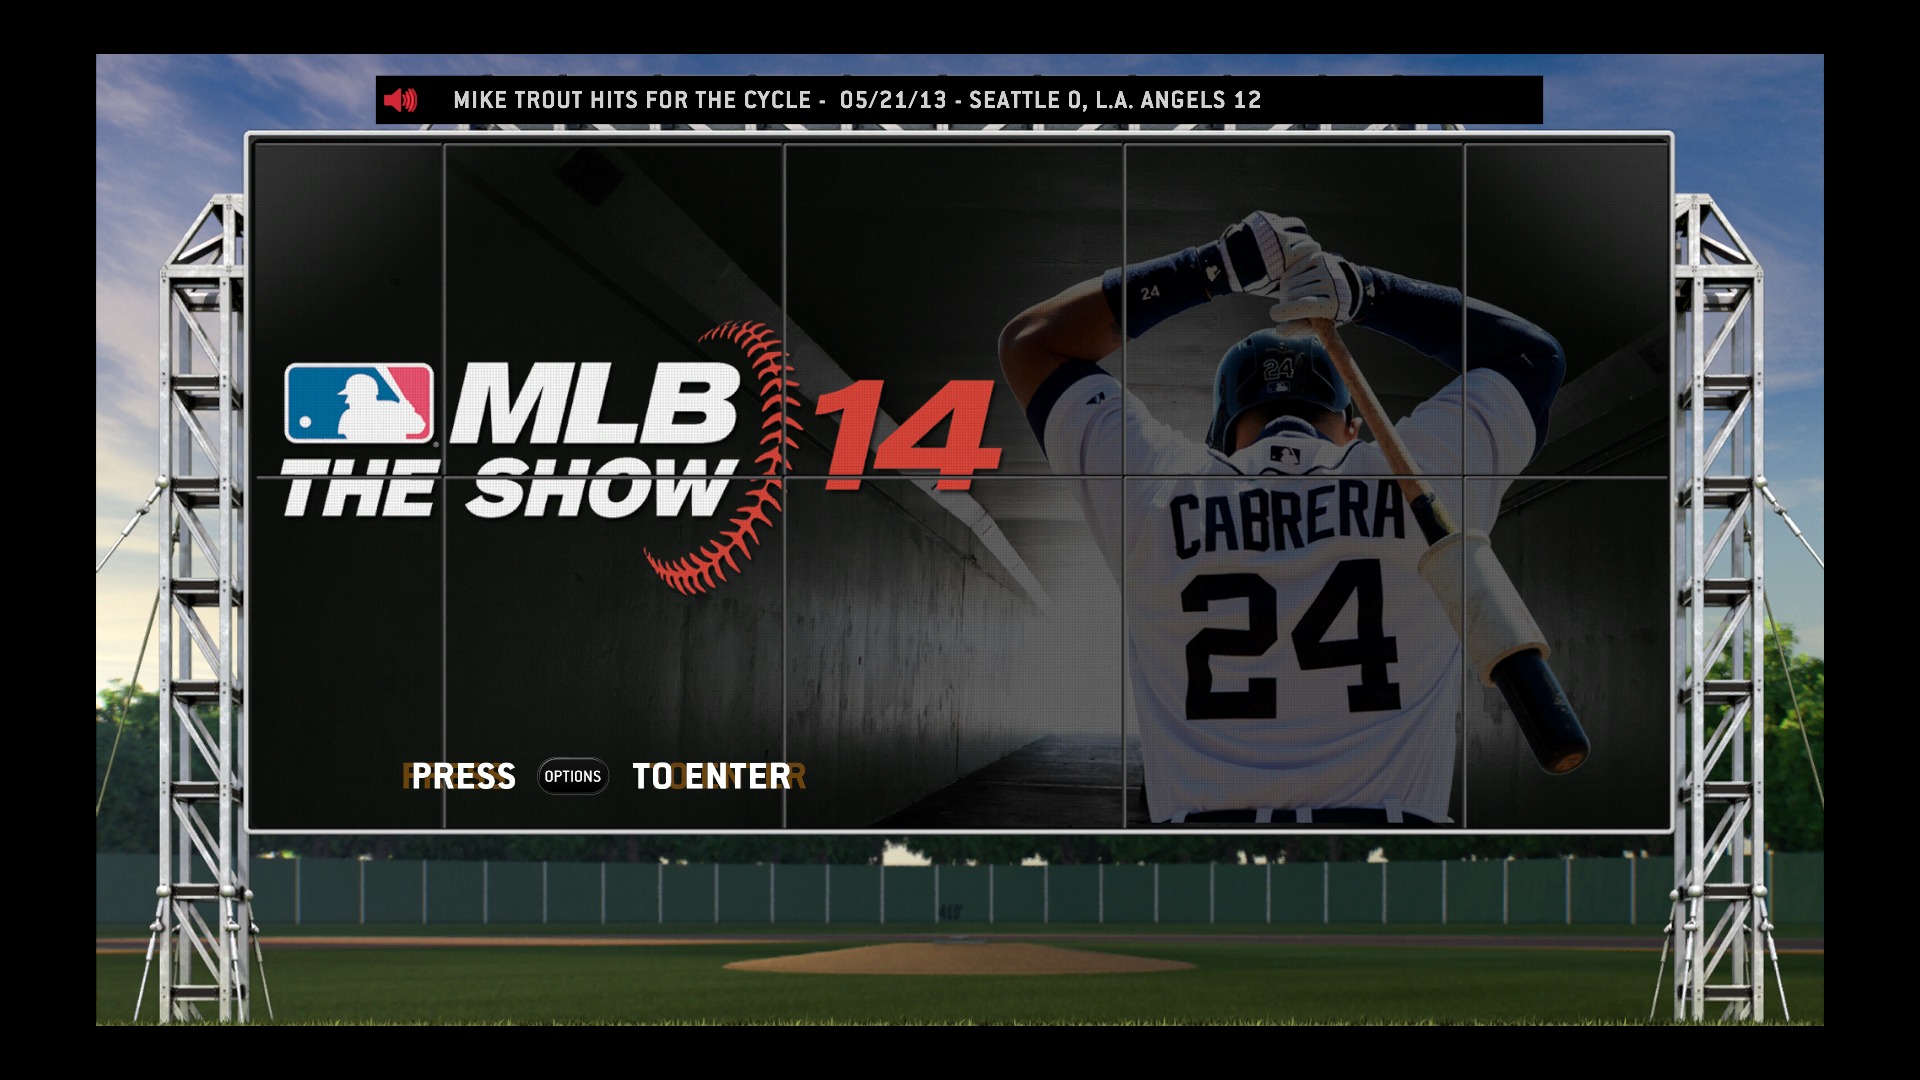 MIKE TROUT HITS FOR THE CYCLE - 05/21/13 - SEATTLE 0, L.A. ANGELS 12
MLB 14
THE SHOW
24
24
CABRERA
24
PRESS OPTIONS TO ENTER
410